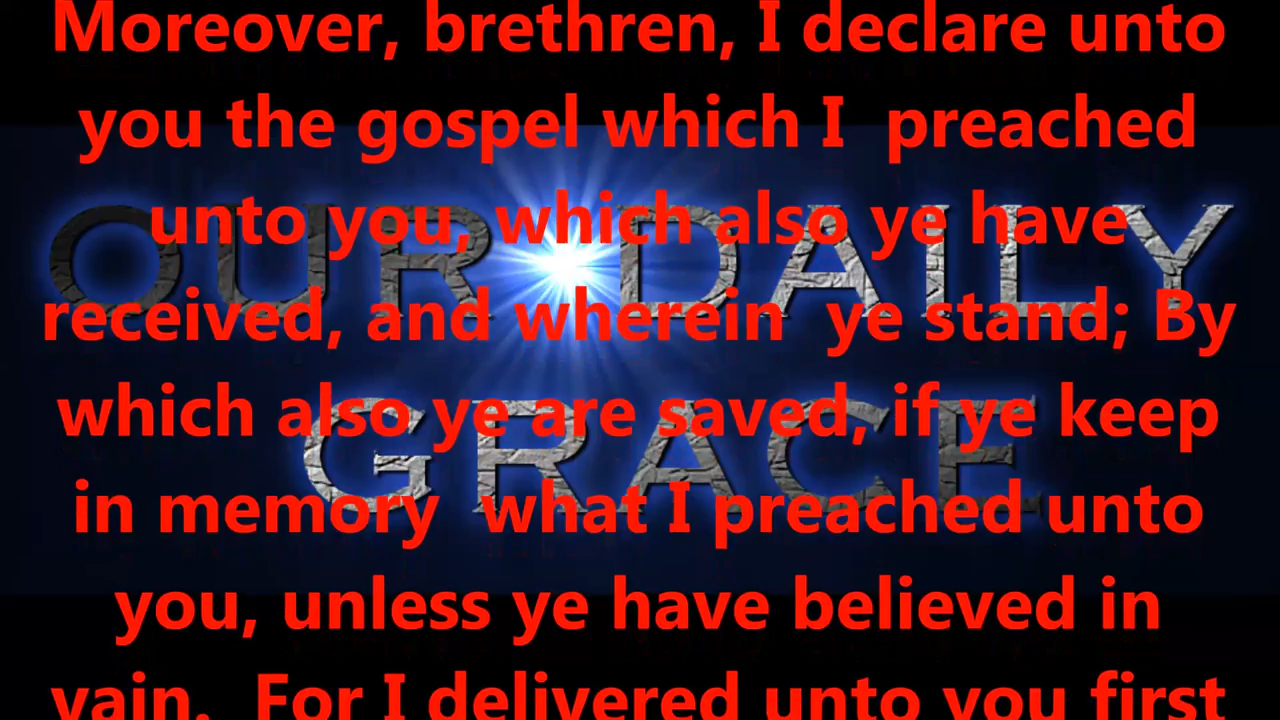 Moreover, brethren, I declare unto
you the gospel which I preached
unto you, which also ye have
received, and wherein ye stand; By
which also ye are saved, if ye keep
in memory what I preached unto
you, unless ye have believed in
vain. For I delivered unto you first
OUR DAILY
GRACE